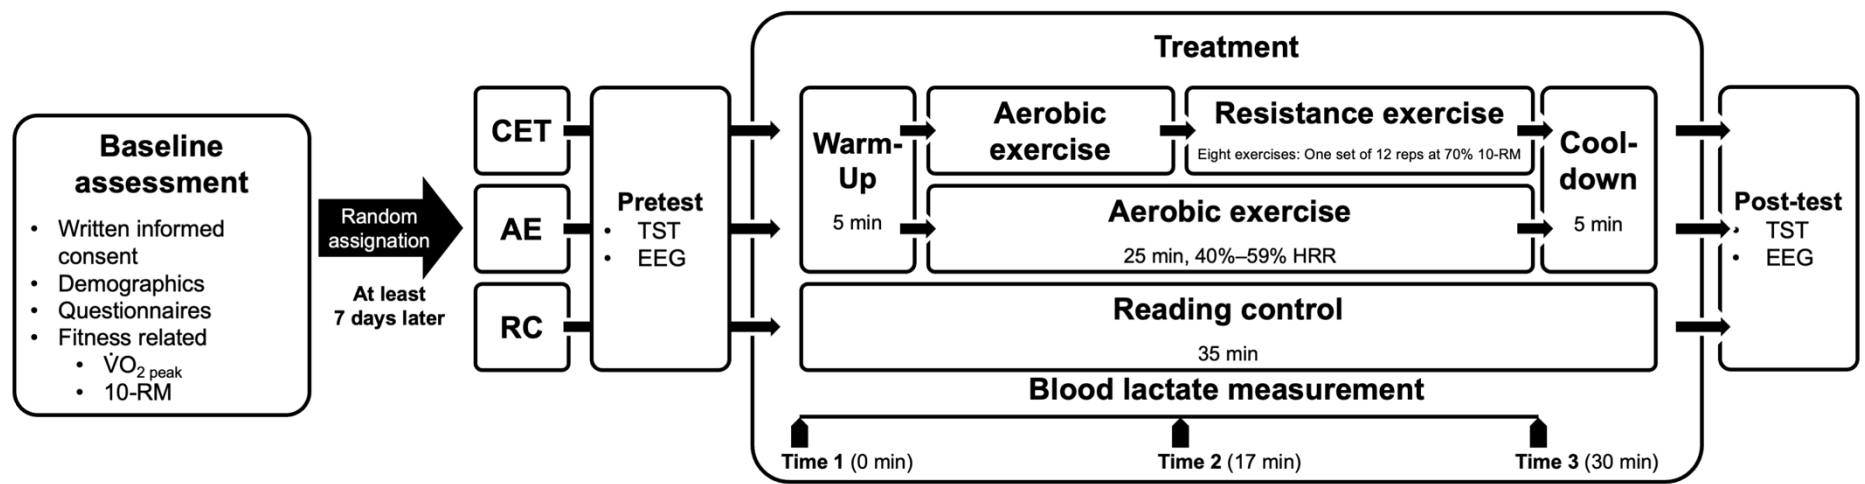 Baseline
assessment
• Written informed
consent
• Demographics
• Questionnaires
• Fitness related
• V̇O2 peak
• 10-RM
Random
assignation
At least
7 days later
CET
AE
RC
Pretest
• TST
• EEG
Treatment
Warm-
Up
5 min
Aerobic
exercise
Resistance exercise
Eight exercises: One set of 12 reps at 70% 10-RM
Aerobic exercise
25 min, 40%–59% HRR
Cool-
down
5 min
Reading control
35 min
Blood lactate measurement
Time 1 (0 min)
Time 2 (17 min)
Time 3 (30 min)
Post-test
• TST
• EEG